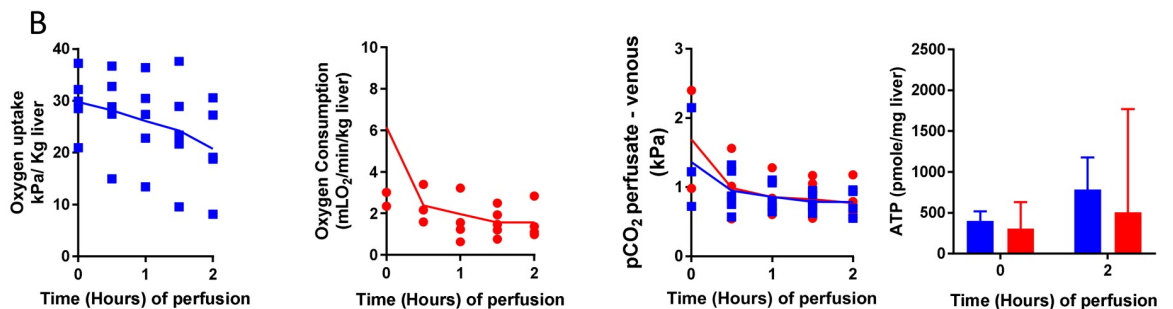 B
Oxygen uptake
kPa/ Kg liver
40
30
20
10
0
0 1 2
Time (Hours) of perfusion
Oxygen Consumption
(mLO₂/min/kg liver)
10
8
6
4
2
0
0 1 2
Time (Hours) of perfusion
pCO₂ perfusate - venous
(kPa)
3
2
1
0
0 1 2
Time (Hours) of perfusion
ATP (pmole/mg liver)
2500
2000
1500
1000
500
0
0 2
Time (Hours) of perfusion